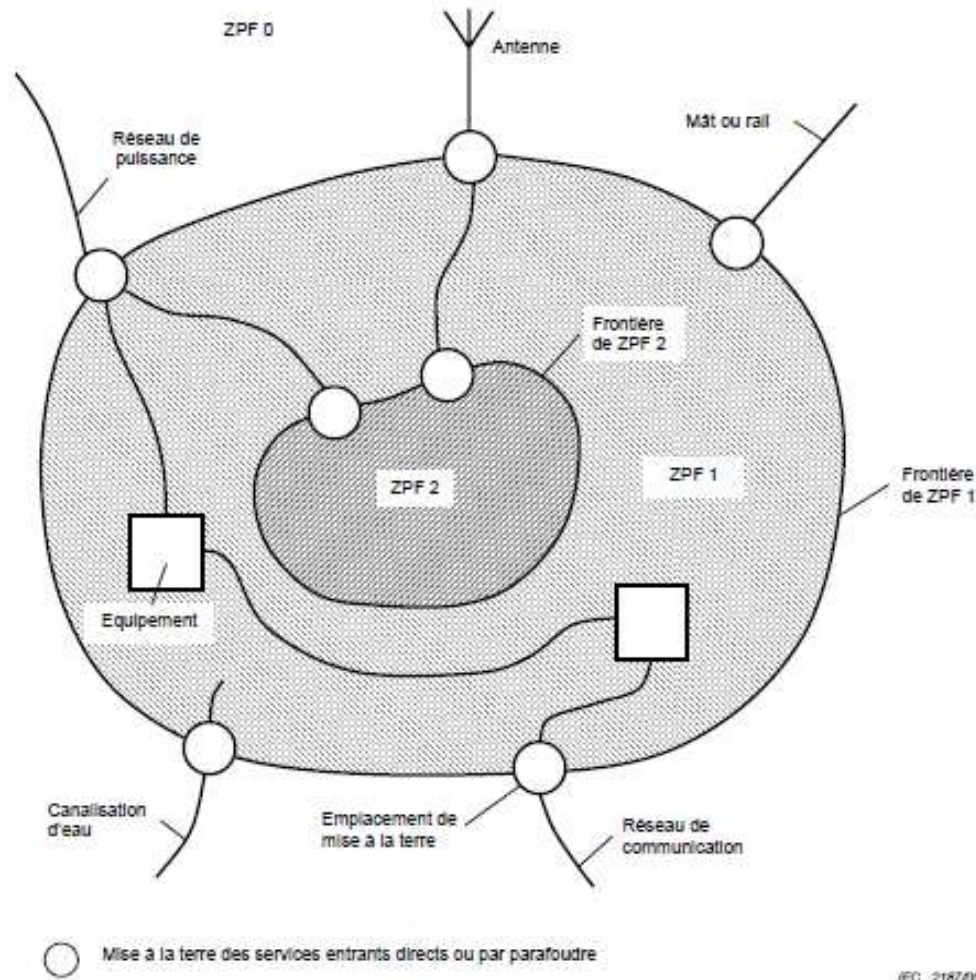 ZPF 0
Antenne
Mât ou rail
Réseau de
puissance
Frontière
de ZPF 2
ZPF 2
ZPF 1
Frontière
de ZPF 1
Equipement
Canalisation
d'eau
Emplacement de
mise à la terre
Réseau de
communication
Mise à la terre des services entrants directs ou par parafoudre
IEC